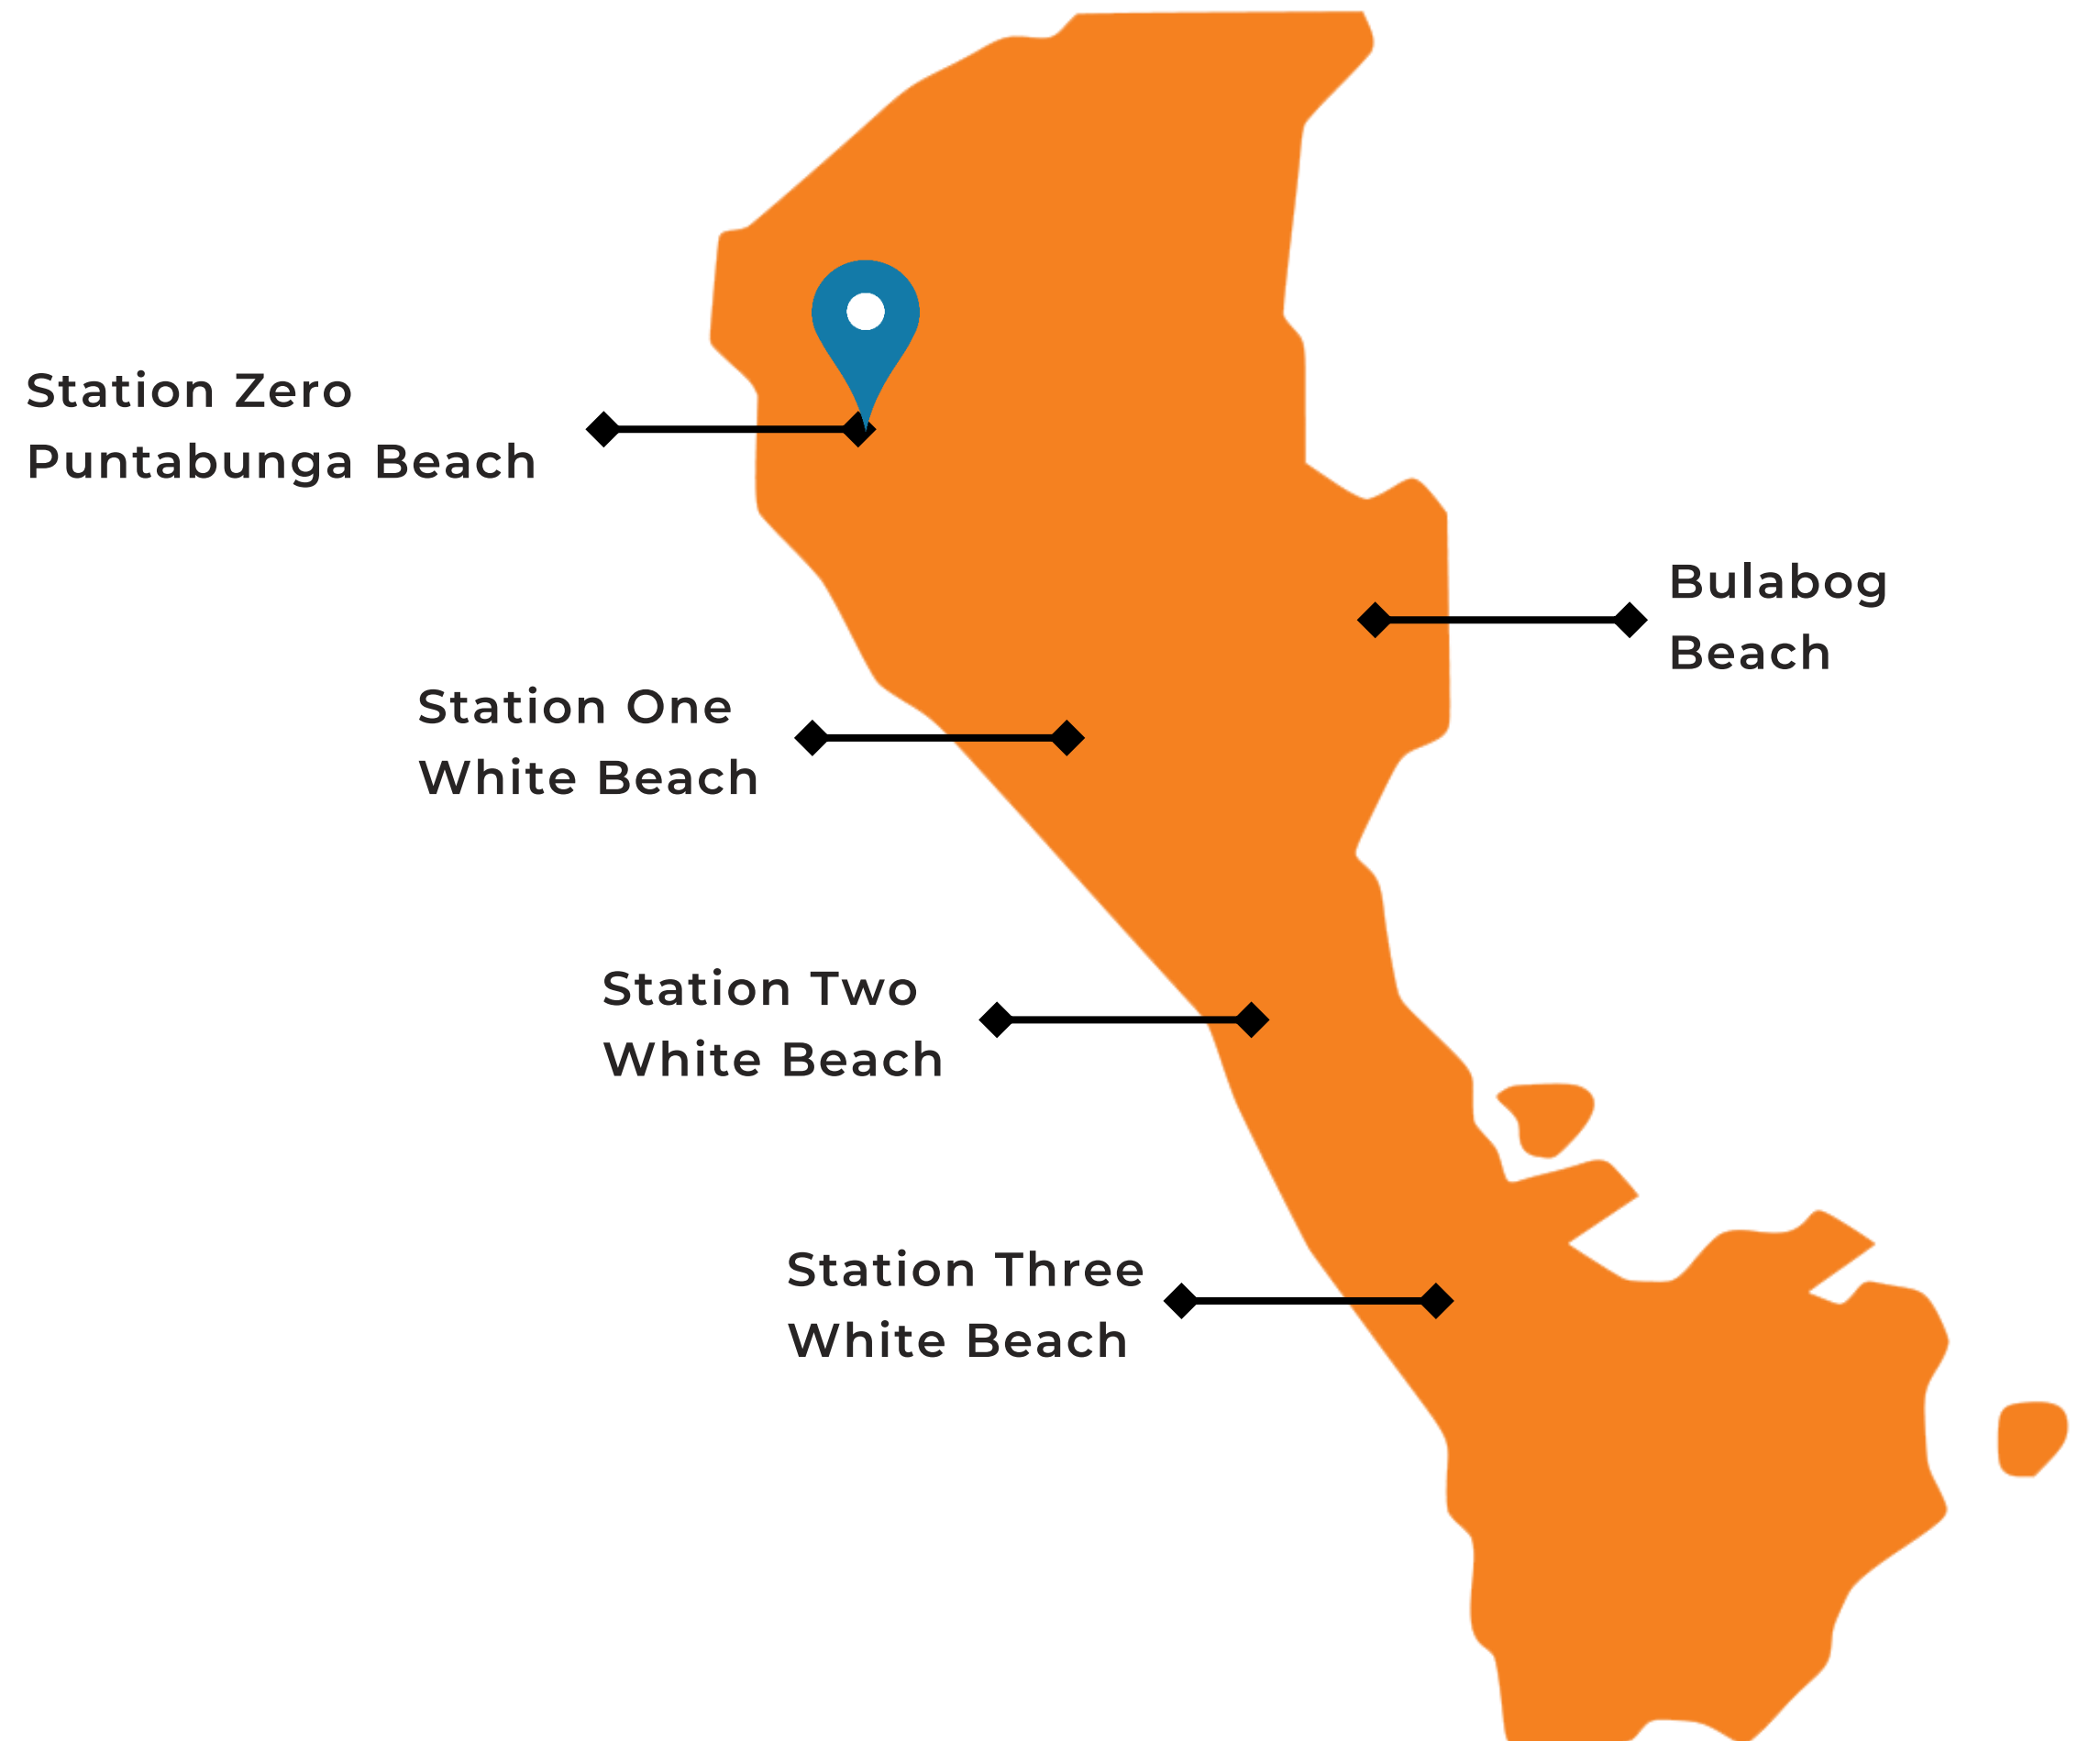 Station Zero
Puntabunga Beach
Bulabog
Beach
Station One
White Beach
Station Two
White Beach
Station Three
White Beach